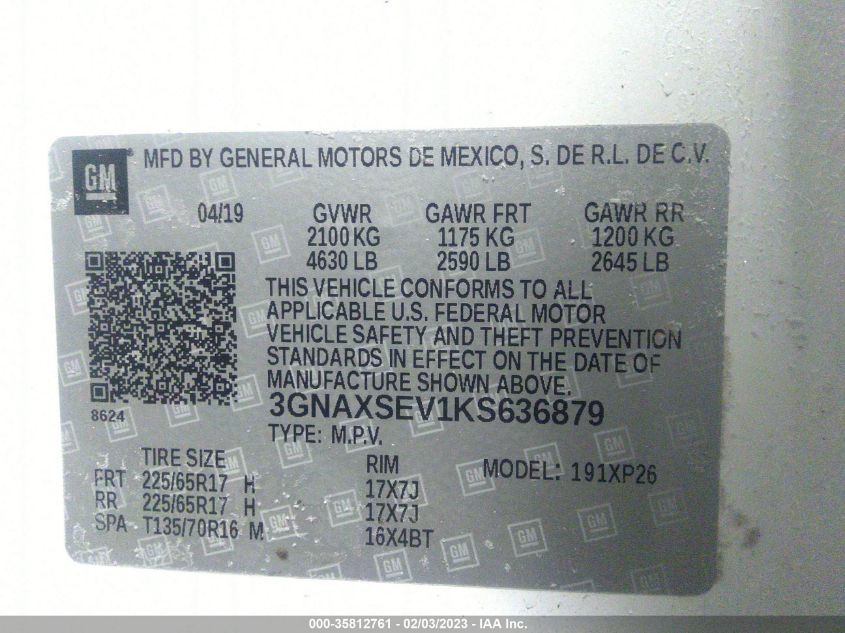 GM ® MFD BY GENERAL MOTORS DE MEXICO, S. DE R.L. DE C.V.
04/19 GVWR GAWR FRT GAWR RR
2100 KG 1175 KG 1200 KG
4630 LB 2590 LB 2645 LB
THIS VEHICLE CONFORMS TO ALL
APPLICABLE U.S. FEDERAL MOTOR
VEHICLE SAFETY AND THEFT PREVENTION
STANDARDS IN EFFECT ON THE DATE OF
MANUFACTURE SHOWN ABOVE.
8624
3GNAXSEV1KS636879
TYPE: M.P.V.
TIRE SIZE RIM MODEL: 191XP26
FRT 225/65R17 H 17X7J
RR 225/65R17 H 17X7J
SPA T135/70R16 M 16X4BT
000-35812761 - 02/03/2023 - IAA Inc.